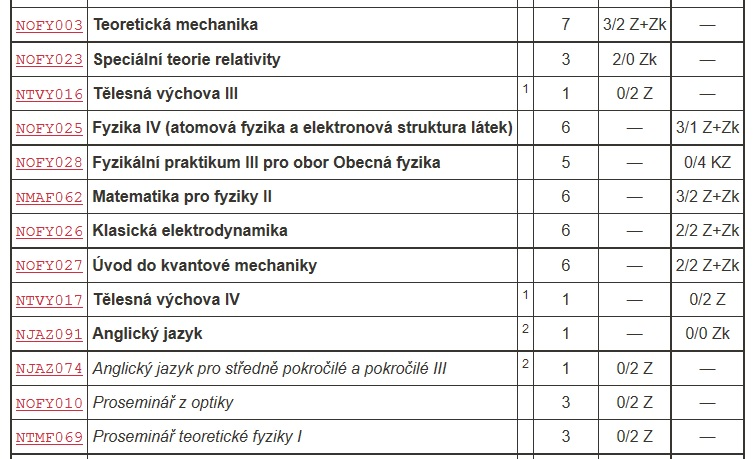 NOFY003 Teoretická mechanika 7 3/2 Z+Zk —
NOFY023 Speciální teorie relativity 3 2/0 Zk —
NTVY016 Tělesná výchova III 1 1 0/2 Z —
NOFY025 Fyzika IV (atomová fyzika a elektronová struktura látek) 6 — 3/1 Z+Zk
NOFY028 Fyzikální praktikum III pro obor Obecná fyzika 5 — 0/4 KZ
NMAF062 Matematika pro fyziky II 6 — 3/2 Z+Zk
NOFY026 Klasická elektrodynamika 6 — 2/2 Z+Zk
NOFY027 Úvod do kvantové mechaniky 6 — 2/2 Z+Zk
NTVY017 Tělesná výchova IV 1 1 — 0/2 Z
NJAZ091 Anglický jazyk 2 1 — 0/0 Zk
NJAZ074 Anglický jazyk pro středně pokročilé a pokročilé III 2 1 0/2 Z —
NOFY010 Proseminář z optiky 3 0/2 Z —
NTMF069 Proseminář teoretické fyziky I 3 0/2 Z —